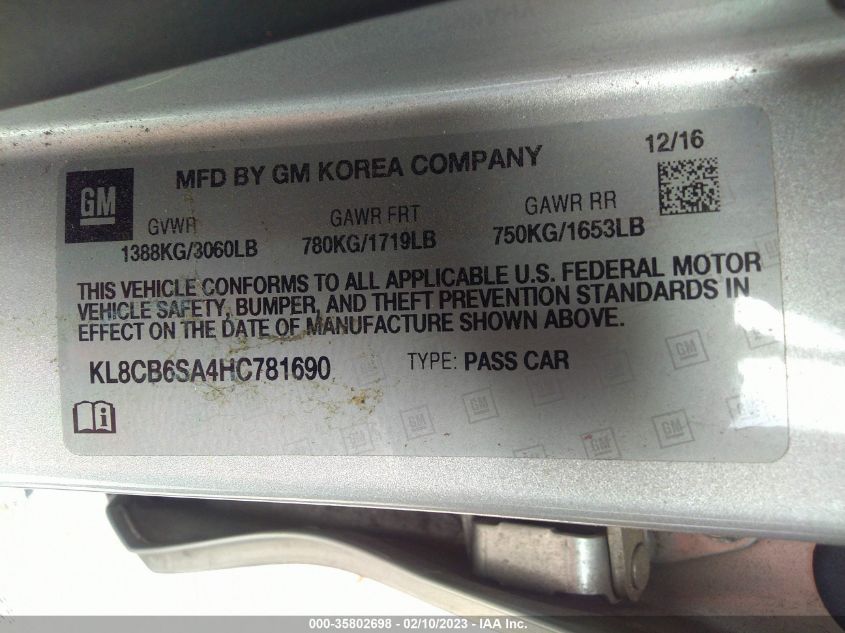 MFD BY GM KOREA COMPANY
12/16
GM
GVWR
GAWR FRT
GAWR RR
1388KG/3060LB
780KG/1719LB
750KG/1653LB
THIS VEHICLE CONFORMS TO ALL APPLICABLE U.S. FEDERAL MOTOR
VEHICLE SAFETY, BUMPER, AND THEFT PREVENTION STANDARDS IN
EFFECT ON THE DATE OF MANUFACTURE SHOWN ABOVE.
KL8CB6SA4HC781690
TYPE: PASS CAR
000-35802698 - 02/10/2023 - IAA Inc.